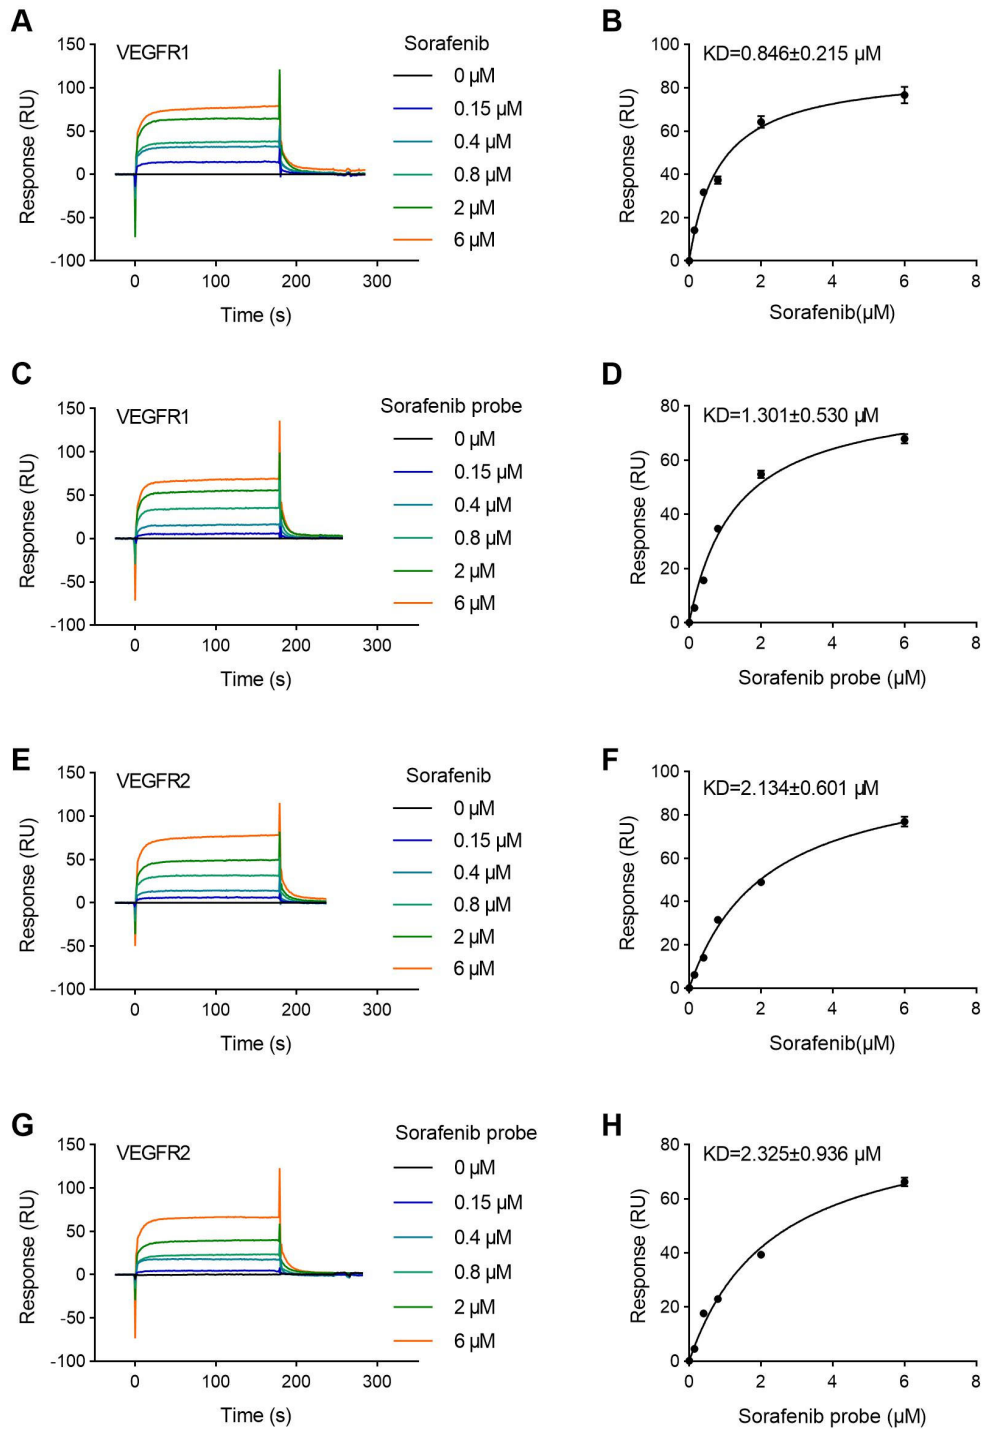 A
VEGFR1
Sorafenib
150
100
50
0
-50
-100
Response (RU)
0 µM
0.15 µM
0.4 µM
0.8 µM
2 µM
6 µM
0 100 200 300
Time (s)
B
KD=0.846±0.215 µM
100
80
60
40
20
0
Response (RU)
0 2 4 6 8
Sorafenib(µM)
C
VEGFR1
Sorafenib probe
150
100
50
0
-50
-100
Response (RU)
0 µM
0.15 µM
0.4 µM
0.8 µM
2 µM
6 µM
0 100 200 300
Time (s)
D
KD=1.301±0.530 µM
80
60
40
20
0
Response (RU)
0 2 4 6 8
Sorafenib probe (µM)
E
VEGFR2
Sorafenib
150
100
50
0
-50
-100
Response (RU)
0 µM
0.15 µM
0.4 µM
0.8 µM
2 µM
6 µM
0 100 200 300
Time (s)
F
KD=2.134±0.601 µM
100
80
60
40
20
0
Response (RU)
0 2 4 6 8
Sorafenib(µM)
G
VEGFR2
Sorafenib probe
150
100
50
0
-50
-100
Response (RU)
0 µM
0.15 µM
0.4 µM
0.8 µM
2 µM
6 µM
0 100 200 300
Time (s)
H
KD=2.325±0.936 µM
80
60
40
20
0
Response (RU)
0 2 4 6 8
Sorafenib probe (µM)